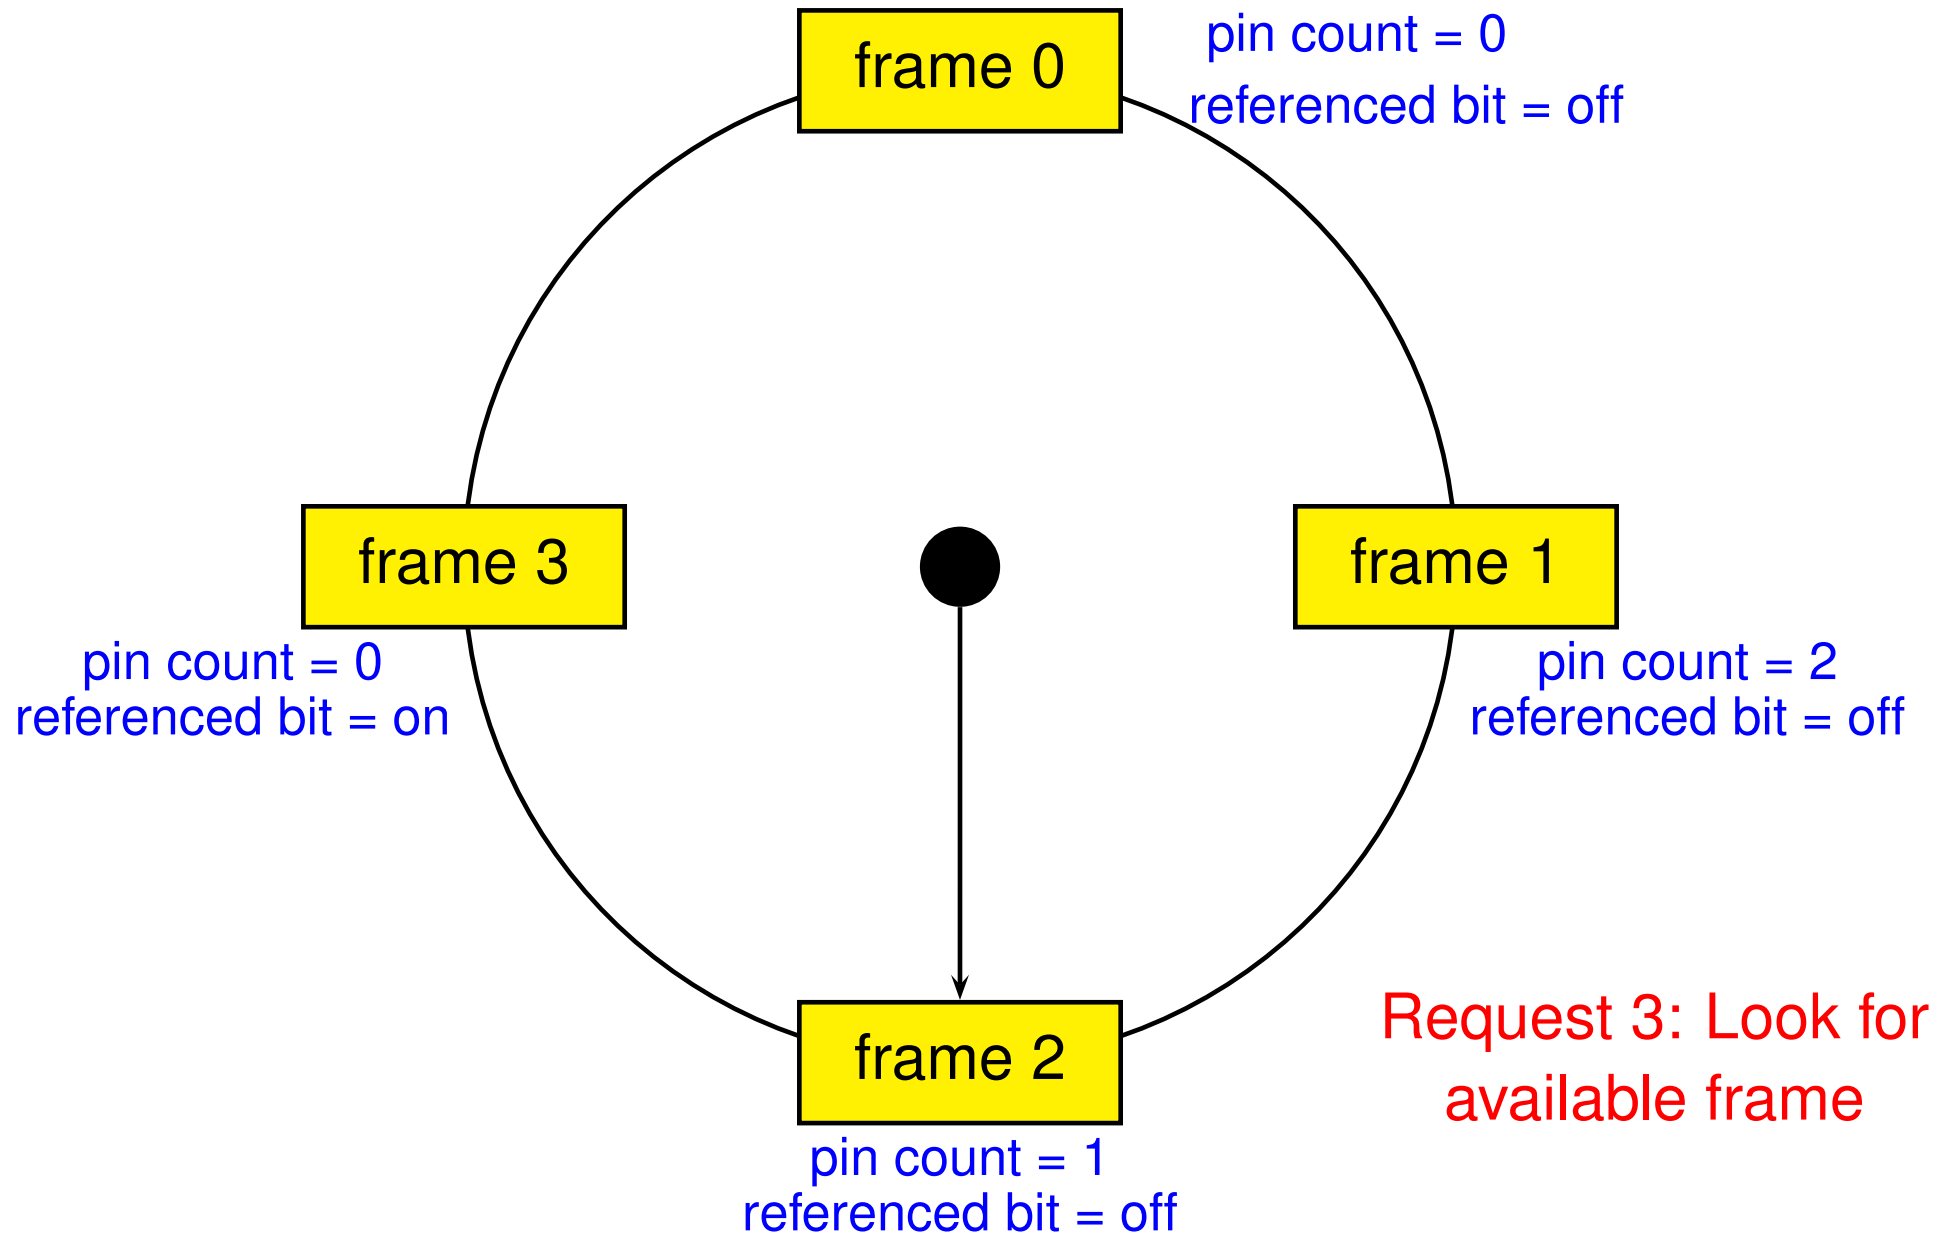 frame 0
pin count = 0
referenced bit = off
frame 3
pin count = 0
referenced bit = on
frame 1
pin count = 2
referenced bit = off
frame 2
pin count = 1
referenced bit = off
Request 3: Look for
available frame